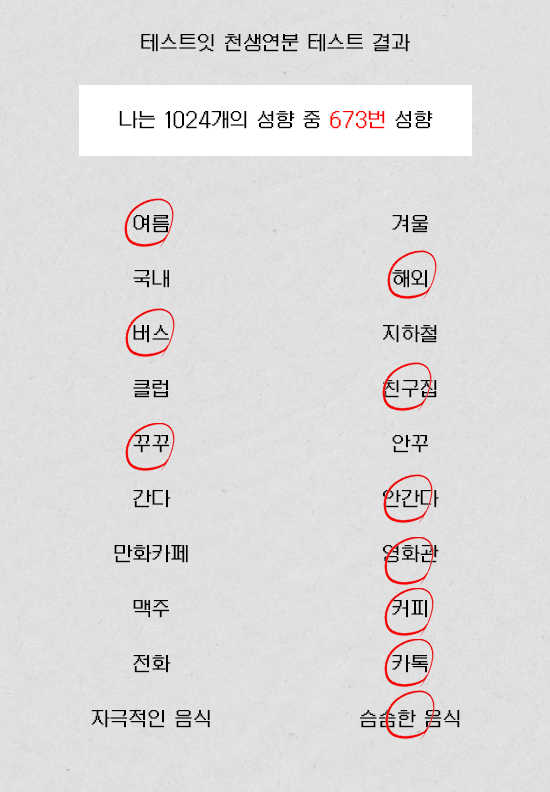 테스트잇 천생연분 테스트 결과
나는 1024개의 성향 중 673번 성향
여름 겨울
국내 해외
버스 지하철
클럽 친구집
꾸꾸 안꾸
간다 안간다
만화카페 영화관
맥주 커피
전화 카톡
자극적인 음식 슴슴한 음식